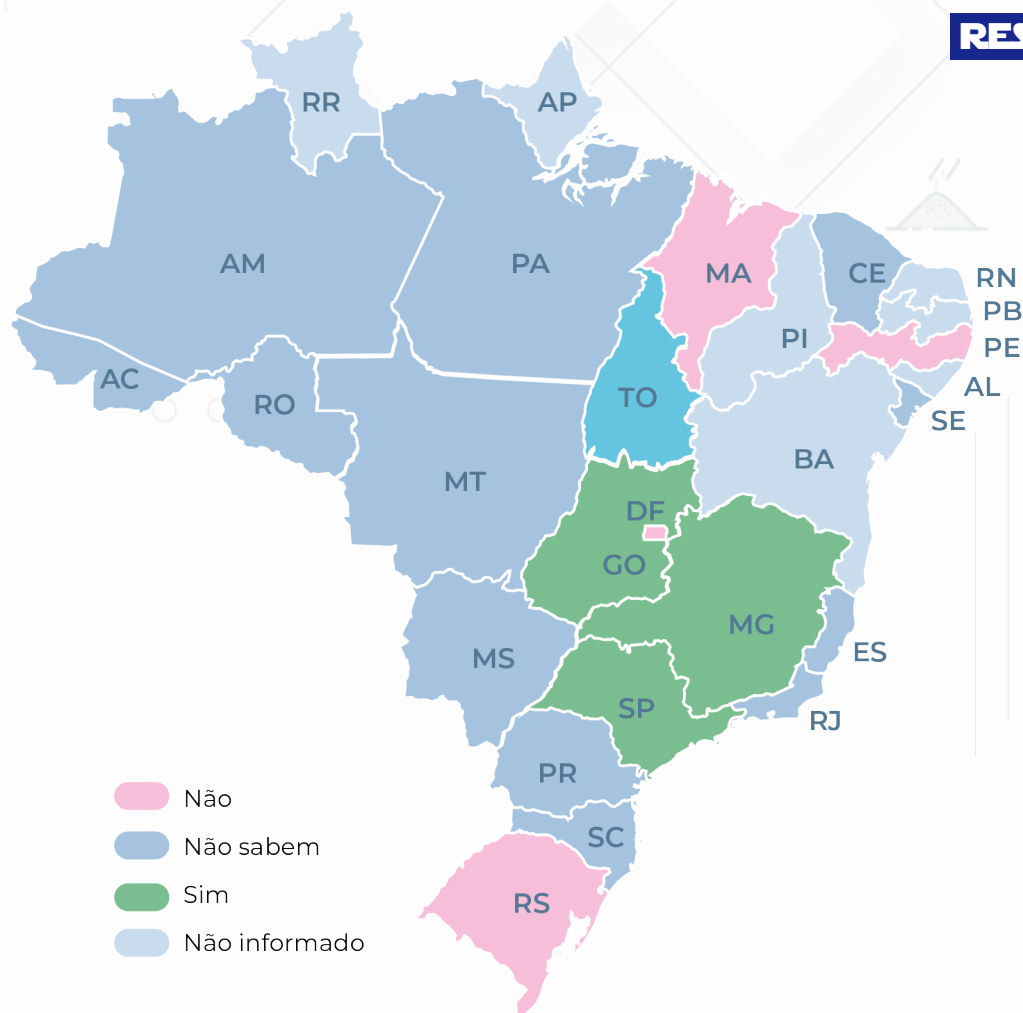 RR
AP
AM
PA
MA
CE
RN
PB
PI
PE
AC
TO
AL
RO
SE
MT
BA
DF
GO
MG
MS
ES
SP
RJ
PR
SC
RS
Não
Não sabem
Sim
Não informado